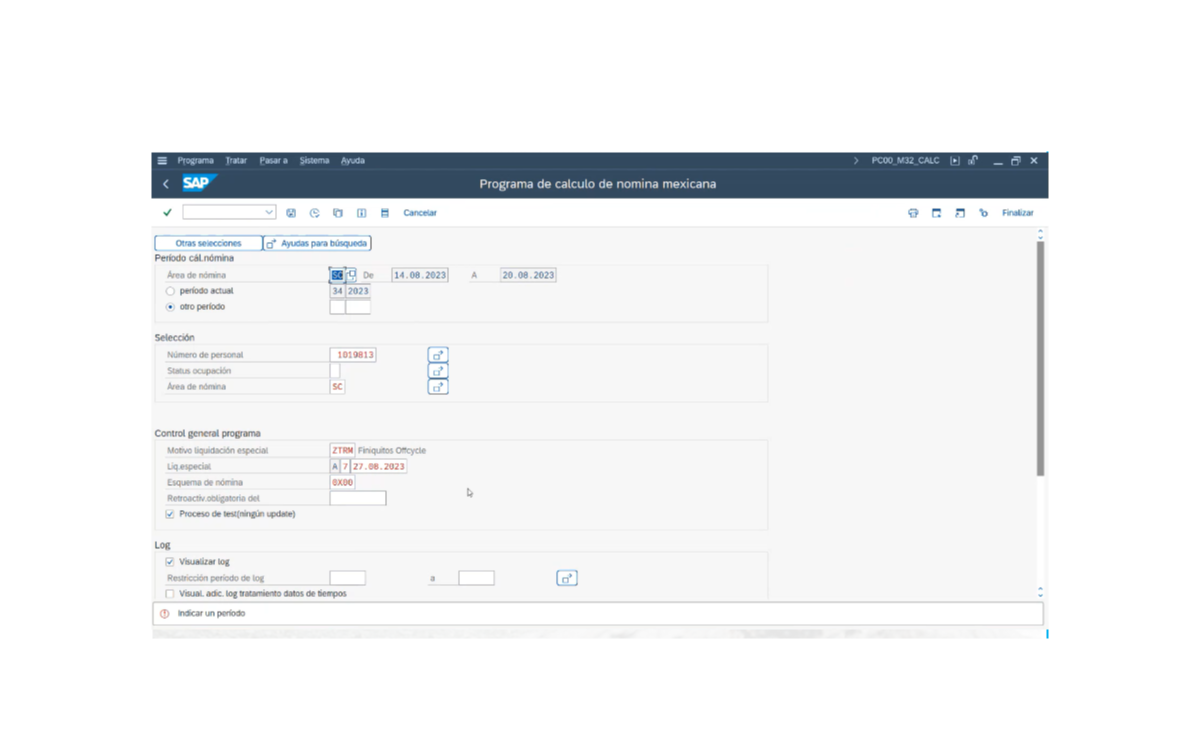 Programa Tratar Pasar a Sistema Ayuda PC00_M32_CALC
SAP Programa de calculo de nomina mexicana
Cancelar Finalizar
Otras selecciones Ayudas para búsqueda
Período cál.nómina
Área de nómina SC De 14.08.2023 A 20.08.2023
período actual 34 2023
otro período
Selección
Número de personal 1019813
Status ocupación
Área de nómina SC
Control general programa
Motivo liquidación especial ZTRM Finiquitos Offcycle
Liq.especial A 7 27.08.2023
Esquema de nómina 0X00
Retroactiv.obligatoria del
Proceso de test(ningún update)
Log
Visualizar log
Restricción período de log a
Visual. adic. log tratamiento datos de tiempos
Indicar un período